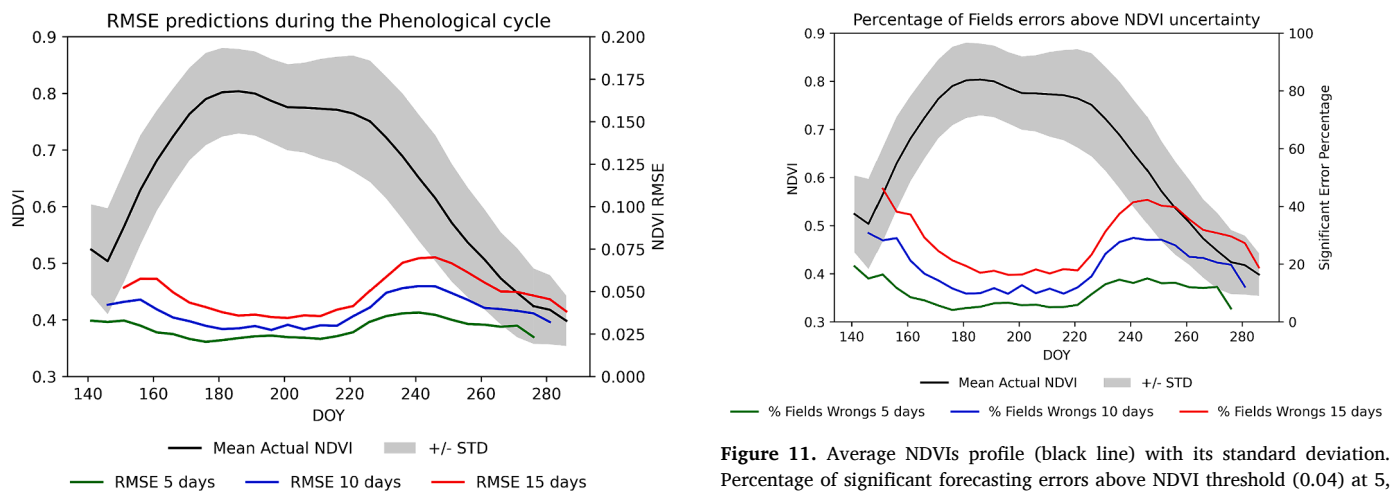 RMSE predictions during the Phenological cycle
0.9
0.8
0.7
0.6
0.5
0.4
0.3
NDVI
0.200
0.175
0.150
0.125
0.100
0.075
0.050
0.025
0.000
NDVI RMSE
140 160 180 200 220 240 260 280
DOY
Mean Actual NDVI +/- STD
RMSE 5 days RMSE 10 days RMSE 15 days
Percentage of Fields errors above NDVI uncertainty
0.9
0.8
0.7
0.6
0.5
0.4
0.3
NDVI
100
80
60
40
20
0
Significant Error Percentage
140 160 180 200 220 240 260 280
DOY
Mean Actual NDVI +/- STD
% Fields Wrongs 5 days % Fields Wrongs 10 days % Fields Wrongs 15 days
Figure 11. Average NDVIs profile (black line) with its standard deviation.
Percentage of significant forecasting errors above NDVI threshold (0.04) at 5,